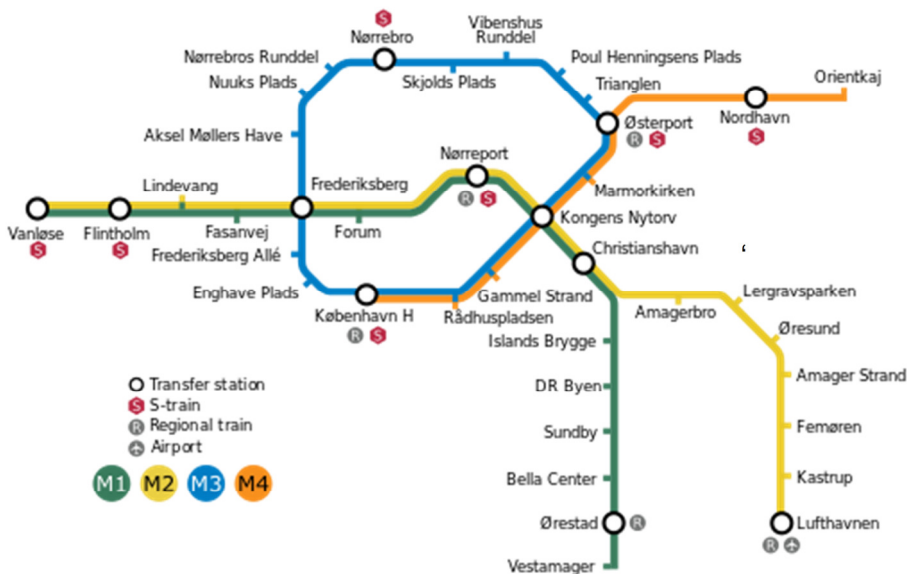 S
Nørrebro
Vibenshus
Runddel
Nørrebros Runddel
Poul Henningsens Plads
Nuuks Plads
Skjolds Plads
Trianglen
Orientkaj
Aksel Møllers Have
Østerport
R S
Nordhavn
S
Nørreport
R S
Lindevang
Frederiksberg
Marmorkirken
Kongens Nytorv
Vanløse
S
Flintholm
S
Fasanvej
Forum
Christianshavn
Frederiksberg Allé
Enghave Plads
Gammel Strand
København H
R S
Rådhuspladsen
Amagerbro
Lergravsparken
Øresund
Islands Brygge
Amager Strand
DR Byen
Sundby
Femøren
Bella Center
Kastrup
Ørestad R
Lufthavnen
R
Vestamager
Transfer station
S S-train
R Regional train
Airport
M1 M2 M3 M4